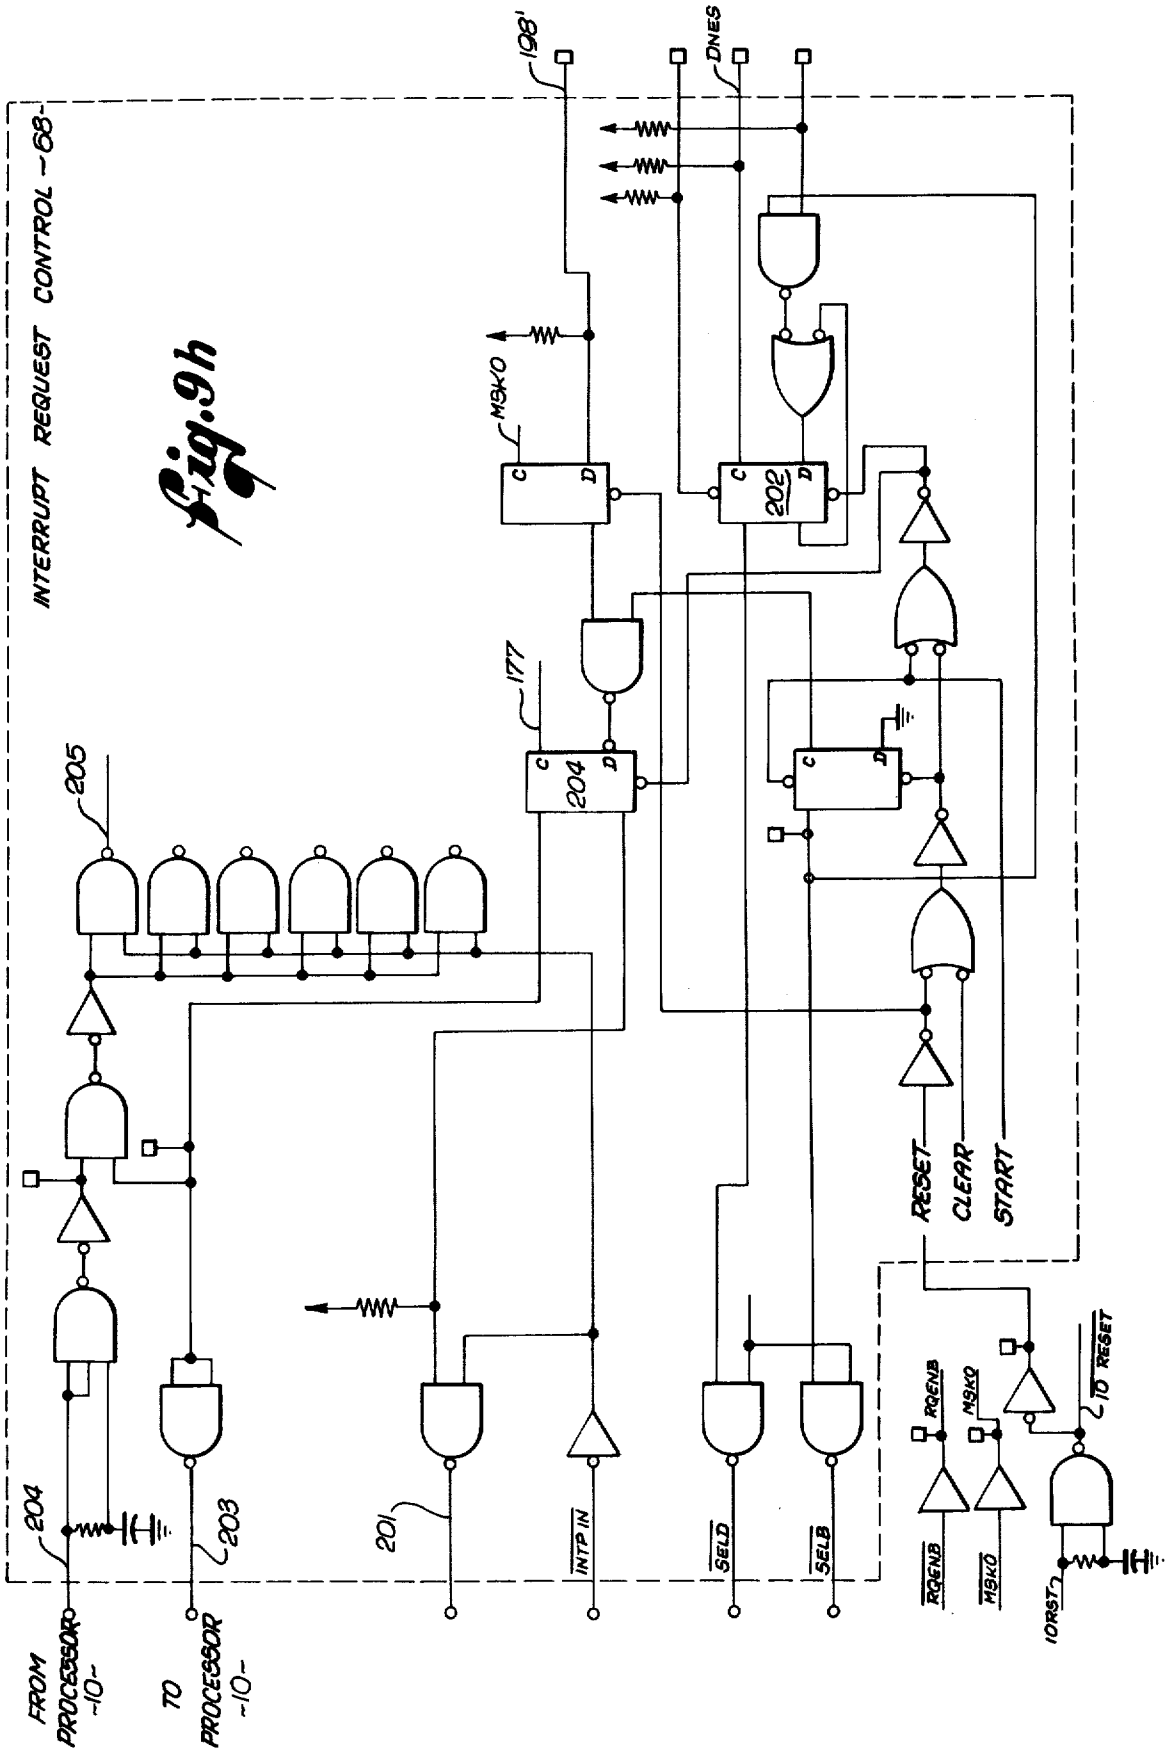 INTERRUPT REQUEST CONTROL -68-
Fig. 9h
198'
DNES
MSKO
C
D
C
202
D
177
C
204
D
205
C
D
204
FROM
PROCESSOR
-10-
203
TO
PROCESSOR
-10-
201
INTP IN
SELD
SELB
RESET
CLEAR
START
RQENB
RQENB
MSKO
MSKO
IORST
IO RESET